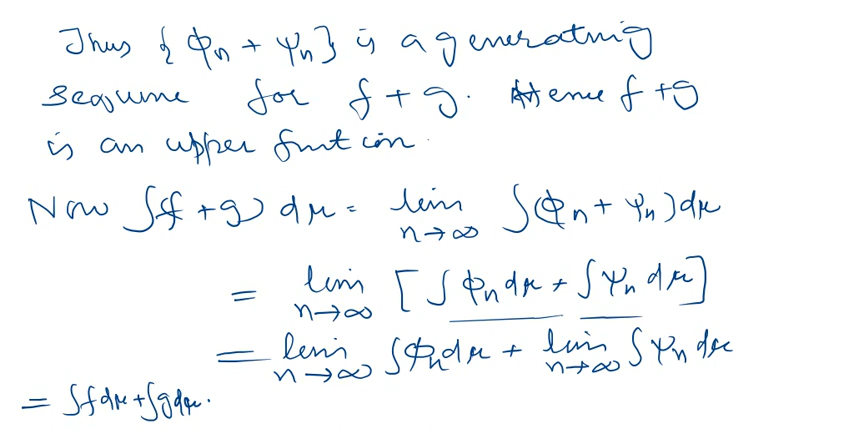 Thus {φn + ψn} is a generating
sequence for f + g. Hence f + g
is an upper function.
Now ∫(f + g) dμ = lim n→∞ ∫(φn + ψn) dμ
= lim n→∞ [∫φn dμ + ∫ψn dμ]
= lim n→∞ ∫φn dμ + lim n→∞ ∫ψn dμ
= ∫f dμ + ∫g dμ.